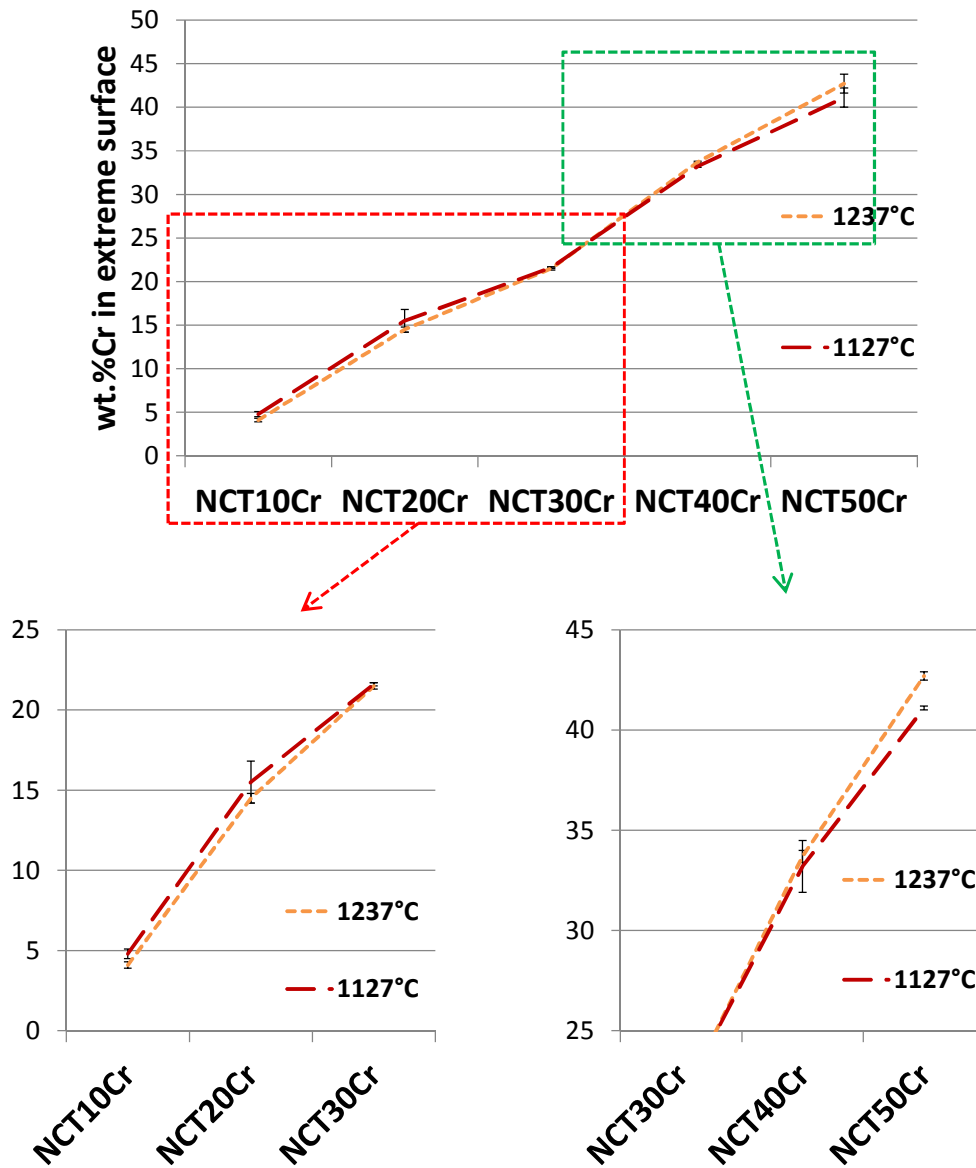 wt.%Cr in extreme surface
50
45
40
35
30
25
20
15
10
5
0
1237°C
1127°C
NCT10Cr NCT20Cr NCT30Cr NCT40Cr NCT50Cr
25
20
15
10
5
0
1237°C
1127°C
NCT10Cr
NCT20Cr
NCT30Cr
45
40
35
30
25
1237°C
1127°C
NCT30Cr
NCT40Cr
NCT50Cr